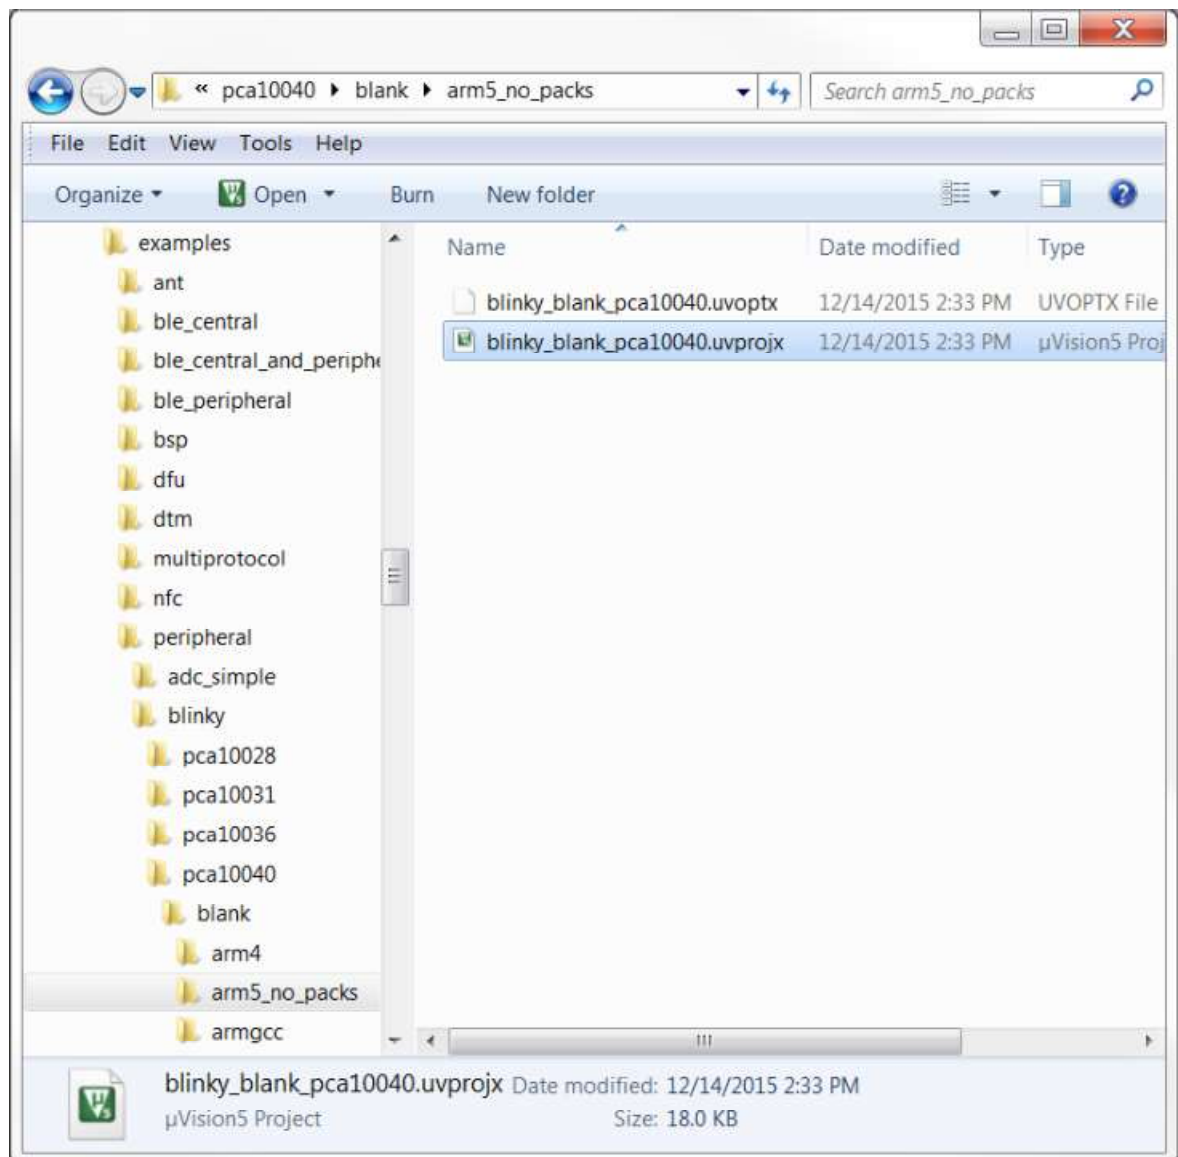 « pca10040 blank arm5_no_packs Search arm5_no_packs
File Edit View Tools Help
Organize Open Burn New folder
examples
ant
ble_central
ble_central_and_periphe
ble_peripheral
bsp
dfu
dtm
multiprotocol
nfc
peripheral
adc_simple
blinky
pca10028
pca10031
pca10036
pca10040
blank
arm4
arm5_no_packs
armgcc
Name Date modified Type
blinky_blank_pca10040.uvoptx 12/14/2015 2:33 PM UVOPTX File
blinky_blank_pca10040.uvprojx 12/14/2015 2:33 PM µVision5 Proj
blinky_blank_pca10040.uvprojx Date modified: 12/14/2015 2:33 PM
µVision5 Project Size: 18.0 KB